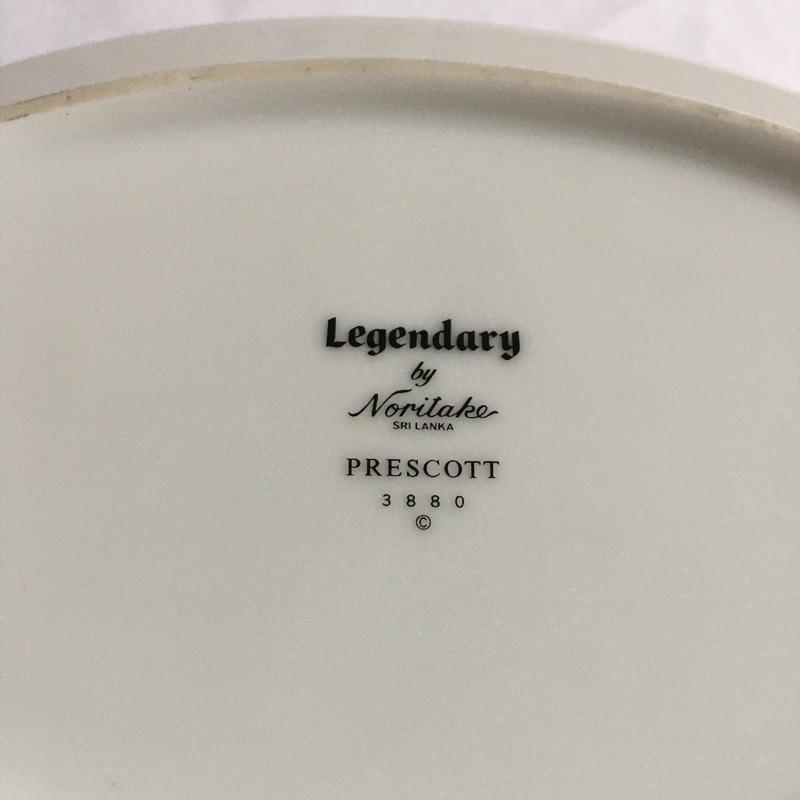 Legendary
by
Noritake
SRI LANKA
PRESCOTT
3880
©